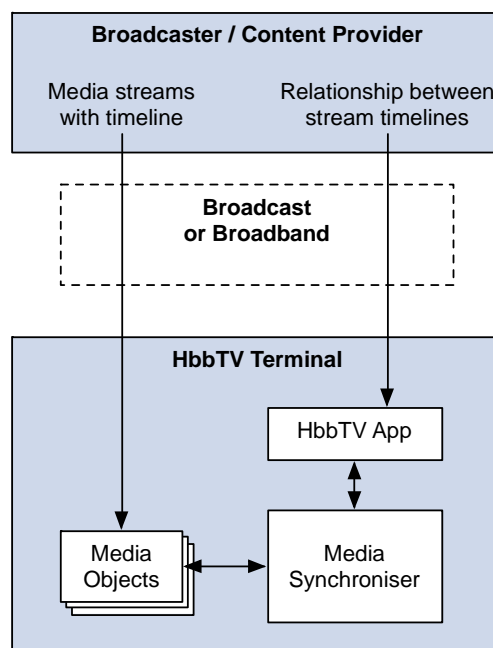 Broadcaster / Content Provider
Media streams
with timeline
Relationship between
stream timelines
Broadcast
or Broadband
HbbTV Terminal
HbbTV App
Media
Objects
Media
Synchroniser